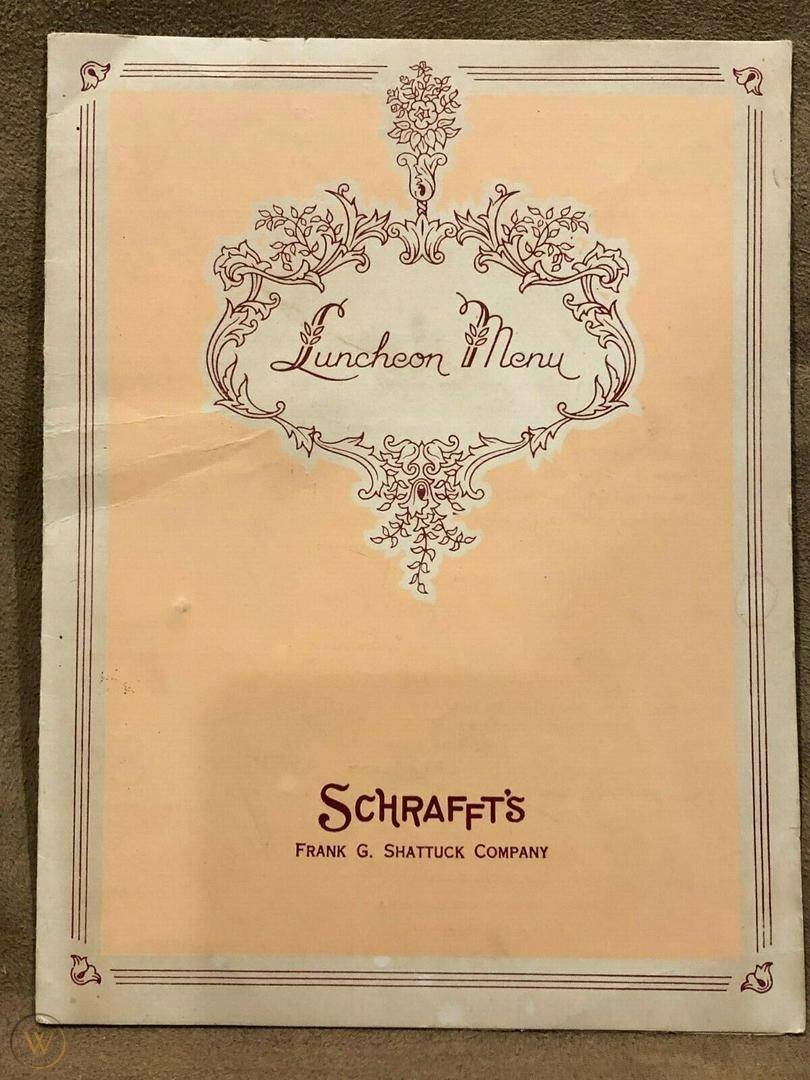 Luncheon Menu
SCHRAFFT'S
FRANK G. SHATTUCK COMPANY
W